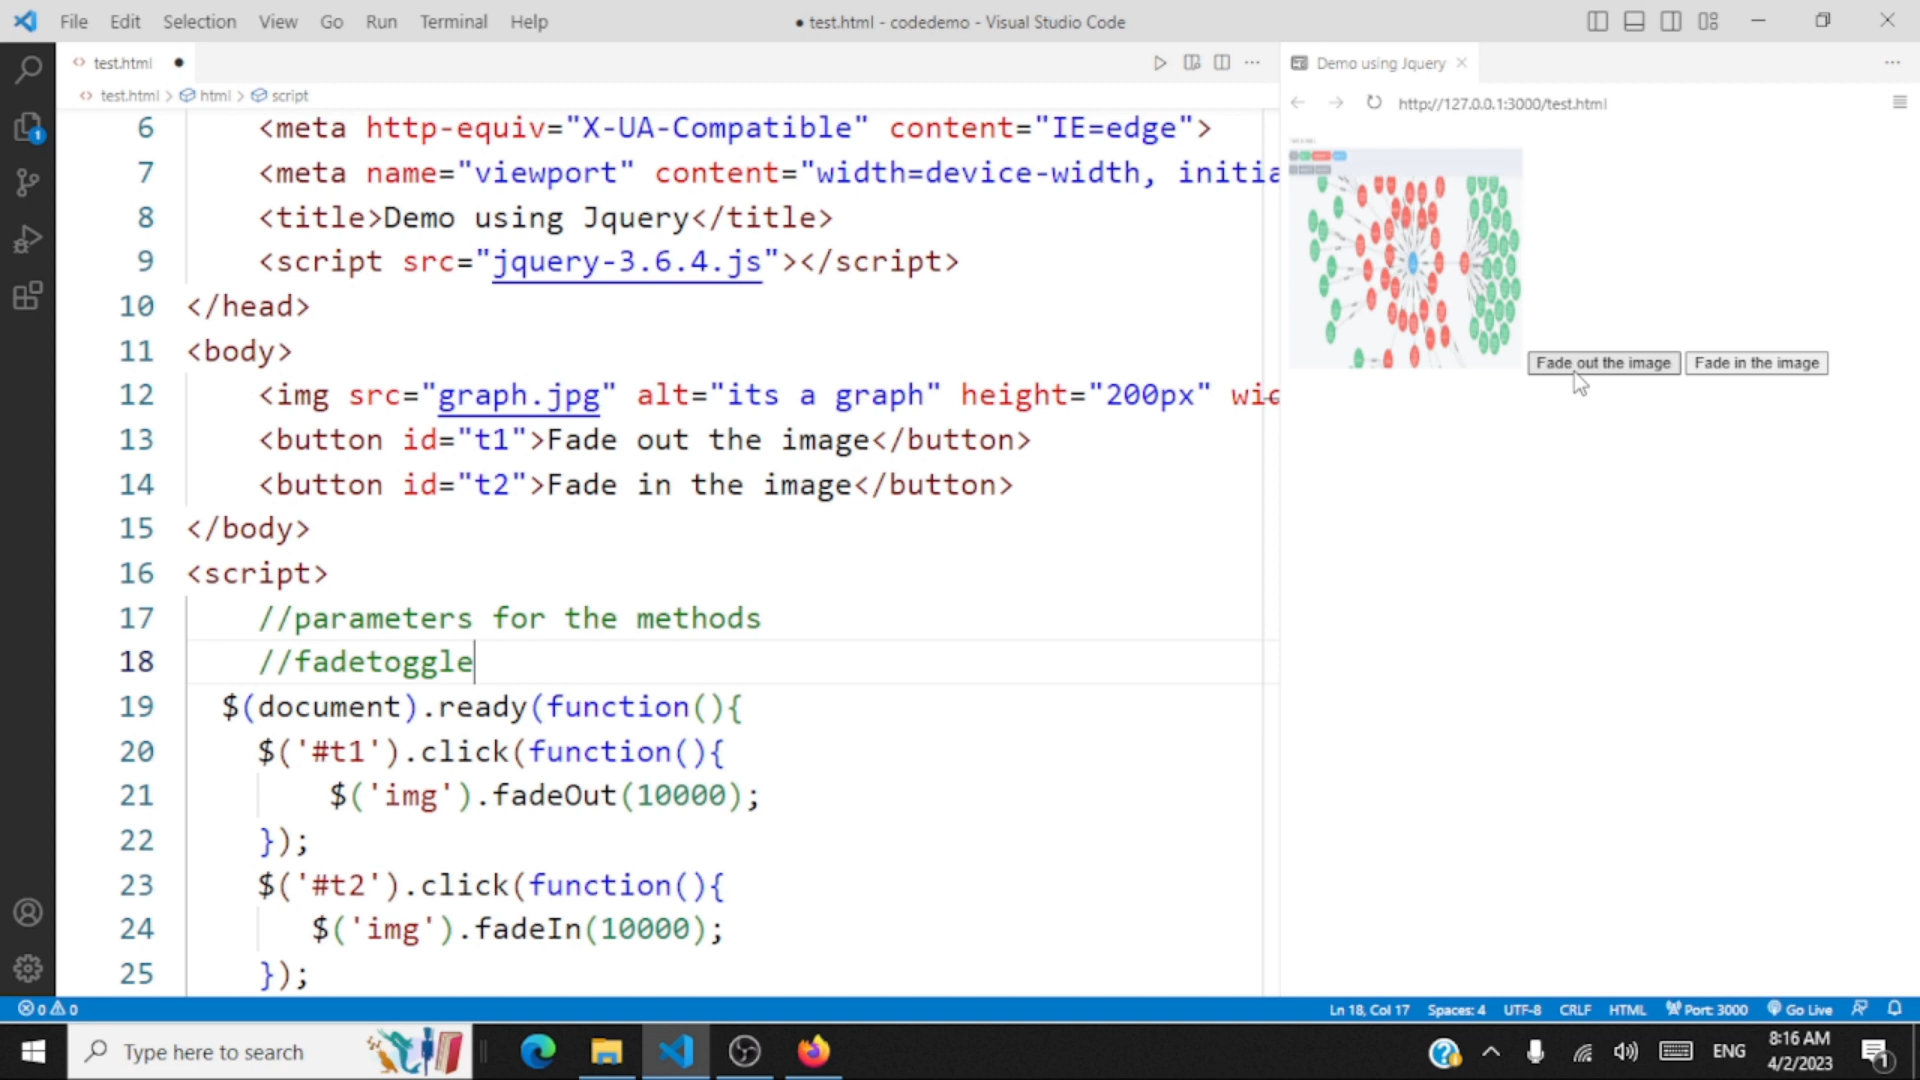 File Edit Selection View Go Run Terminal Help
● test.html - codedemo - Visual Studio Code
test.html ●
Demo using Jquery
test.html > html > script
http://127.0.0.1:3000/test.html
6 <meta http-equiv="X-UA-Compatible" content="IE=edge">
7 <meta name="viewport" content="width=device-width, initia
8 <title>Demo using Jquery</title>
9 <script src="jquery-3.6.4.js"></script>
10 </head>
11 <body>
12 <img src="graph.jpg" alt="its a graph" height="200px" wid
13 <button id="t1">Fade out the image</button>
14 <button id="t2">Fade in the image</button>
15 </body>
16 <script>
17 //parameters for the methods
18 //fadetoggle
19 $(document).ready(function(){
20 $('#t1').click(function(){
21 $('img').fadeOut(10000);
22 });
23 $('#t2').click(function(){
24 $('img').fadeIn(10000);
25 });
Fade out the image Fade in the image
1
0 0
Ln 18, Col 17 Spaces: 4 UTF-8 CRLF HTML Port: 3000 Go Live
Type here to search
ENG
8:16 AM
4/2/2023
1